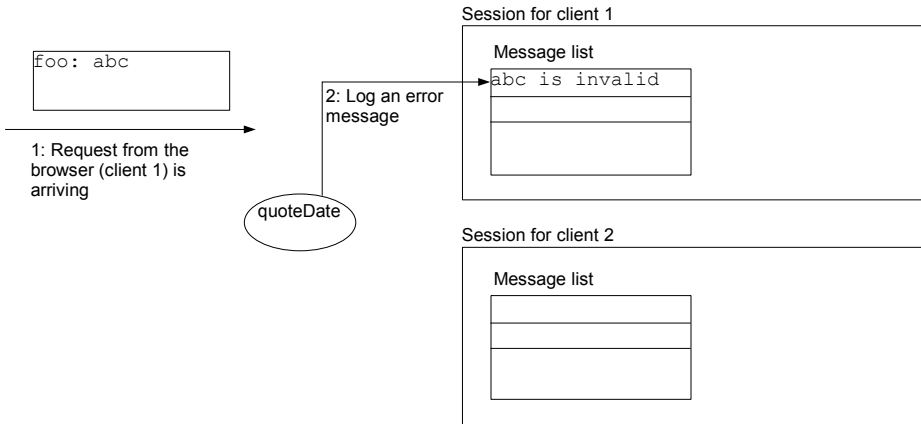 Session for client 1
foo: abc
Message list
abc is invalid
2: Log an error
message
1: Request from the
browser (client 1) is
arriving
quoteDate
Session for client 2
Message list